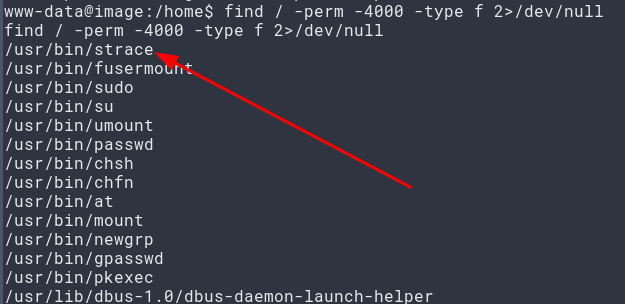 www-data@image:/home$ find / -perm -4000 -type f 2>/dev/null
find / -perm -4000 -type f 2>/dev/null
/usr/bin/strace
/usr/bin/fusermount
/usr/bin/sudo
/usr/bin/su
/usr/bin/umount
/usr/bin/passwd
/usr/bin/chsh
/usr/bin/chfn
/usr/bin/at
/usr/bin/mount
/usr/bin/newgrp
/usr/bin/gpasswd
/usr/bin/pkexec
/usr/lib/dbus-1.0/dbus-daemon-launch-helper